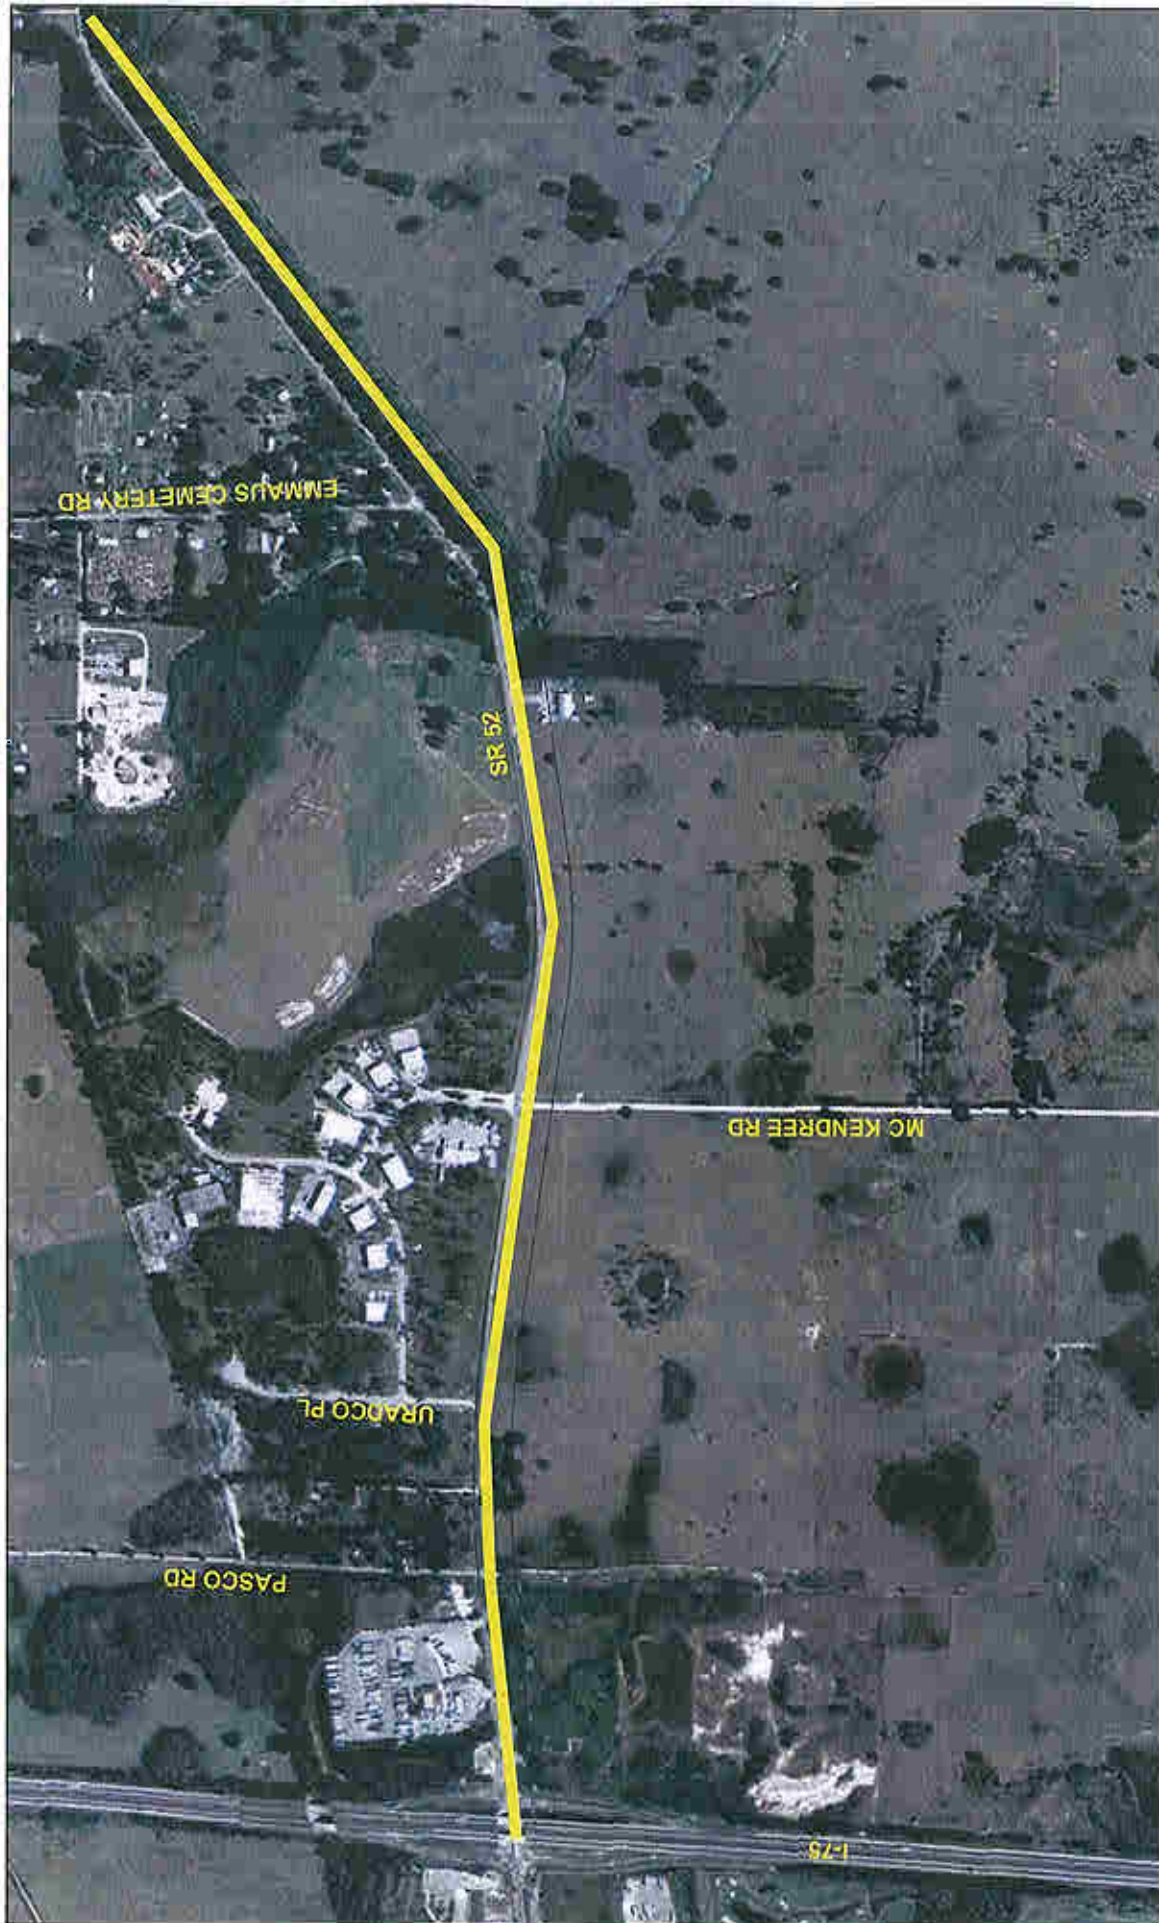 EMMAUS CEMETERY RD
SR 52
MC KENDREE RD
URADCO PL
PASCO RD
I-75